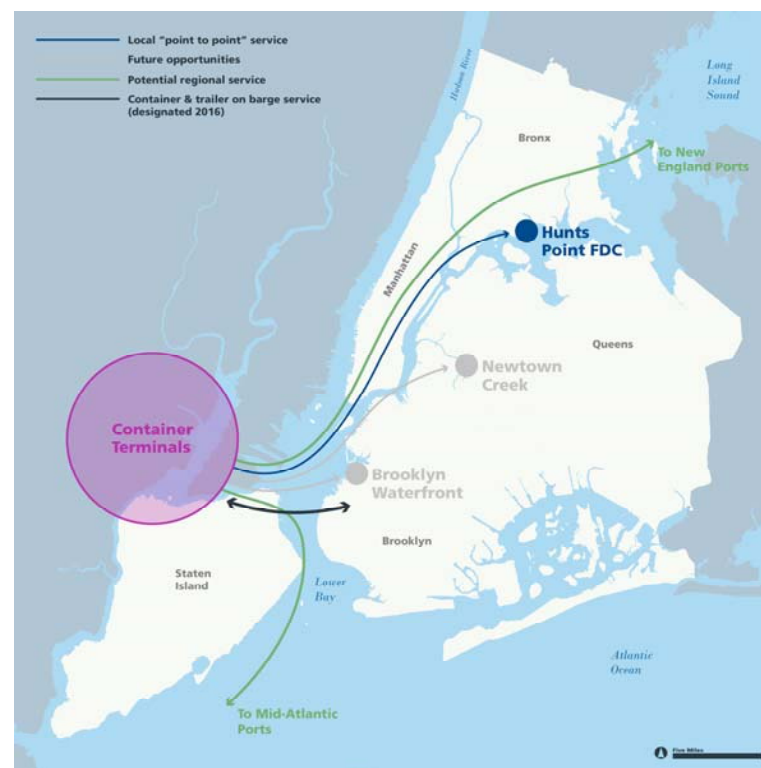 Local "point to point" service
Future opportunities
Potential regional service
Container & trailer on barge service
(designated 2016)
Hudson River
Long
Island
Sound
Bronx
To New
England Ports
Hunts
Point FDC
Manhattan
Queens
Newtown
Creek
Container
Terminals
Brooklyn
Waterfront
Brooklyn
Staten
Island
Lower
Bay
Atlantic
Ocean
To Mid-Atlantic
Ports
Five Miles